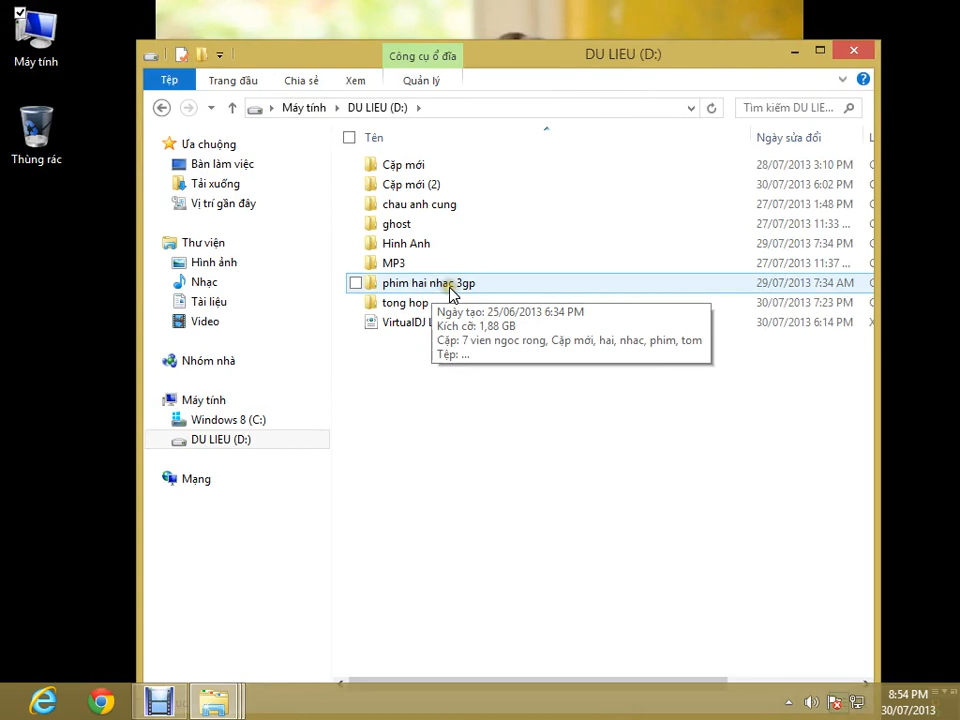 Máy tính
Thùng rác
Công cụ ổ đĩa
DU LIEU (D:)
Tệp
Trang đầu
Chia sẻ
Xem
Quản lý
Máy tính
DU LIEU (D:)
Tìm kiếm DU LIE...
Ưa chuộng
Bàn làm việc
Tải xuống
Vị trí gần đây
Thư viện
Hình ảnh
Nhạc
Tài liệu
Video
Nhóm nhà
Máy tính
Windows 8 (C:)
DU LIEU (D:)
Mạng
Tên
Ngày sửa đổi
Cặp mới
28/07/2013 3:10 PM
Cặp mới (2)
30/07/2013 6:02 PM
chau anh cung
27/07/2013 1:48 PM
ghost
27/07/2013 11:33 ...
Hinh Anh
29/07/2013 7:34 PM
MP3
27/07/2013 11:37 ...
phim hai nhac 3gp
29/07/2013 7:34 AM
tong hop
30/07/2013 7:23 PM
VirtualDJ
30/07/2013 6:14 PM
Ngày tạo: 25/06/2013 6:34 PM
Kích cỡ: 1,88 GB
Cặp: 7 vien ngoc rong, Cặp mới, hai, nhac, phim, tom
Tệp: ...
8:54 PM
30/07/2013